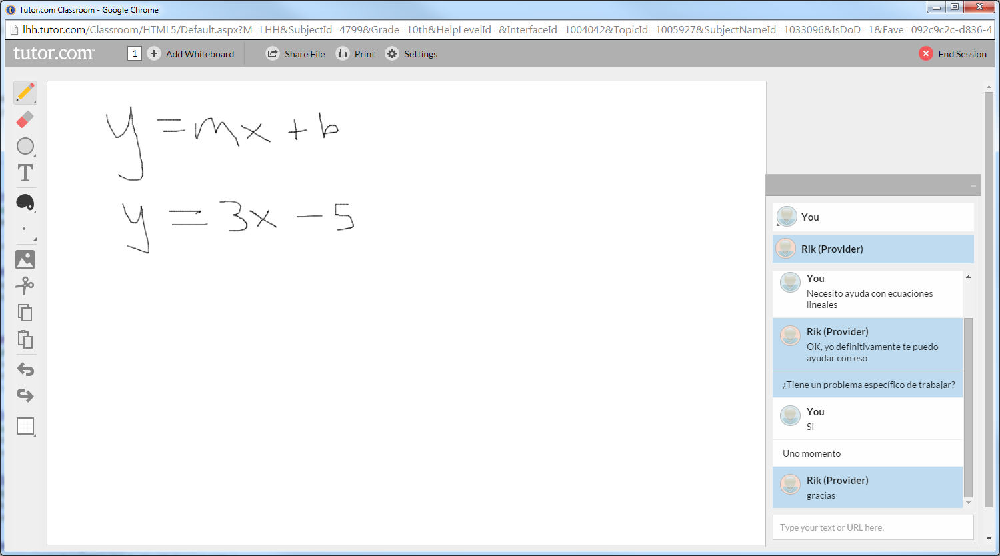 Tutor.com Classroom - Google Chrome
lhh.tutor.com/Classroom/HTML5/Default.aspx?M=LHH&SubjectId=4799&Grade=10th&HelpLevelId=&InterfaceId=1004042&TopicId=1005927&SubjectNameId=1033096&IsDoD=1&Fave=092c9c2c-d836-4
tutor.com 1 + Add Whiteboard Share File Print Settings End Session
y = mx + b
y = 3x - 5
T
You
Rik (Provider)
You
Necesito ayuda con ecuaciones
lineales
Rik (Provider)
OK, yo definitivamente te puedo
ayudar con eso
¿Tiene un problema específico de trabajar?
You
Si
Uno momento
Rik (Provider)
gracias
Type your text or URL here.